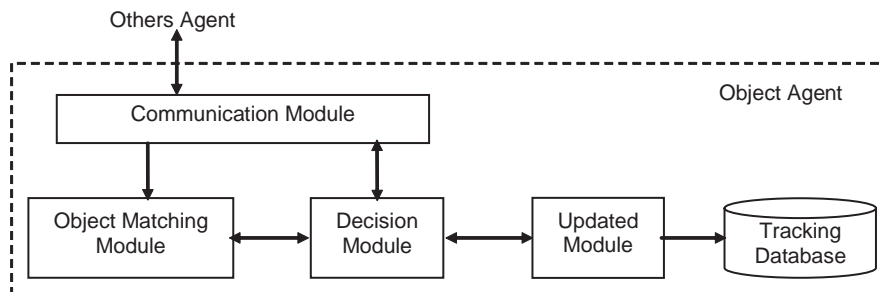 Others Agent
Object Agent
Communication Module
Object Matching
Module
Decision
Module
Updated
Module
Tracking
Database